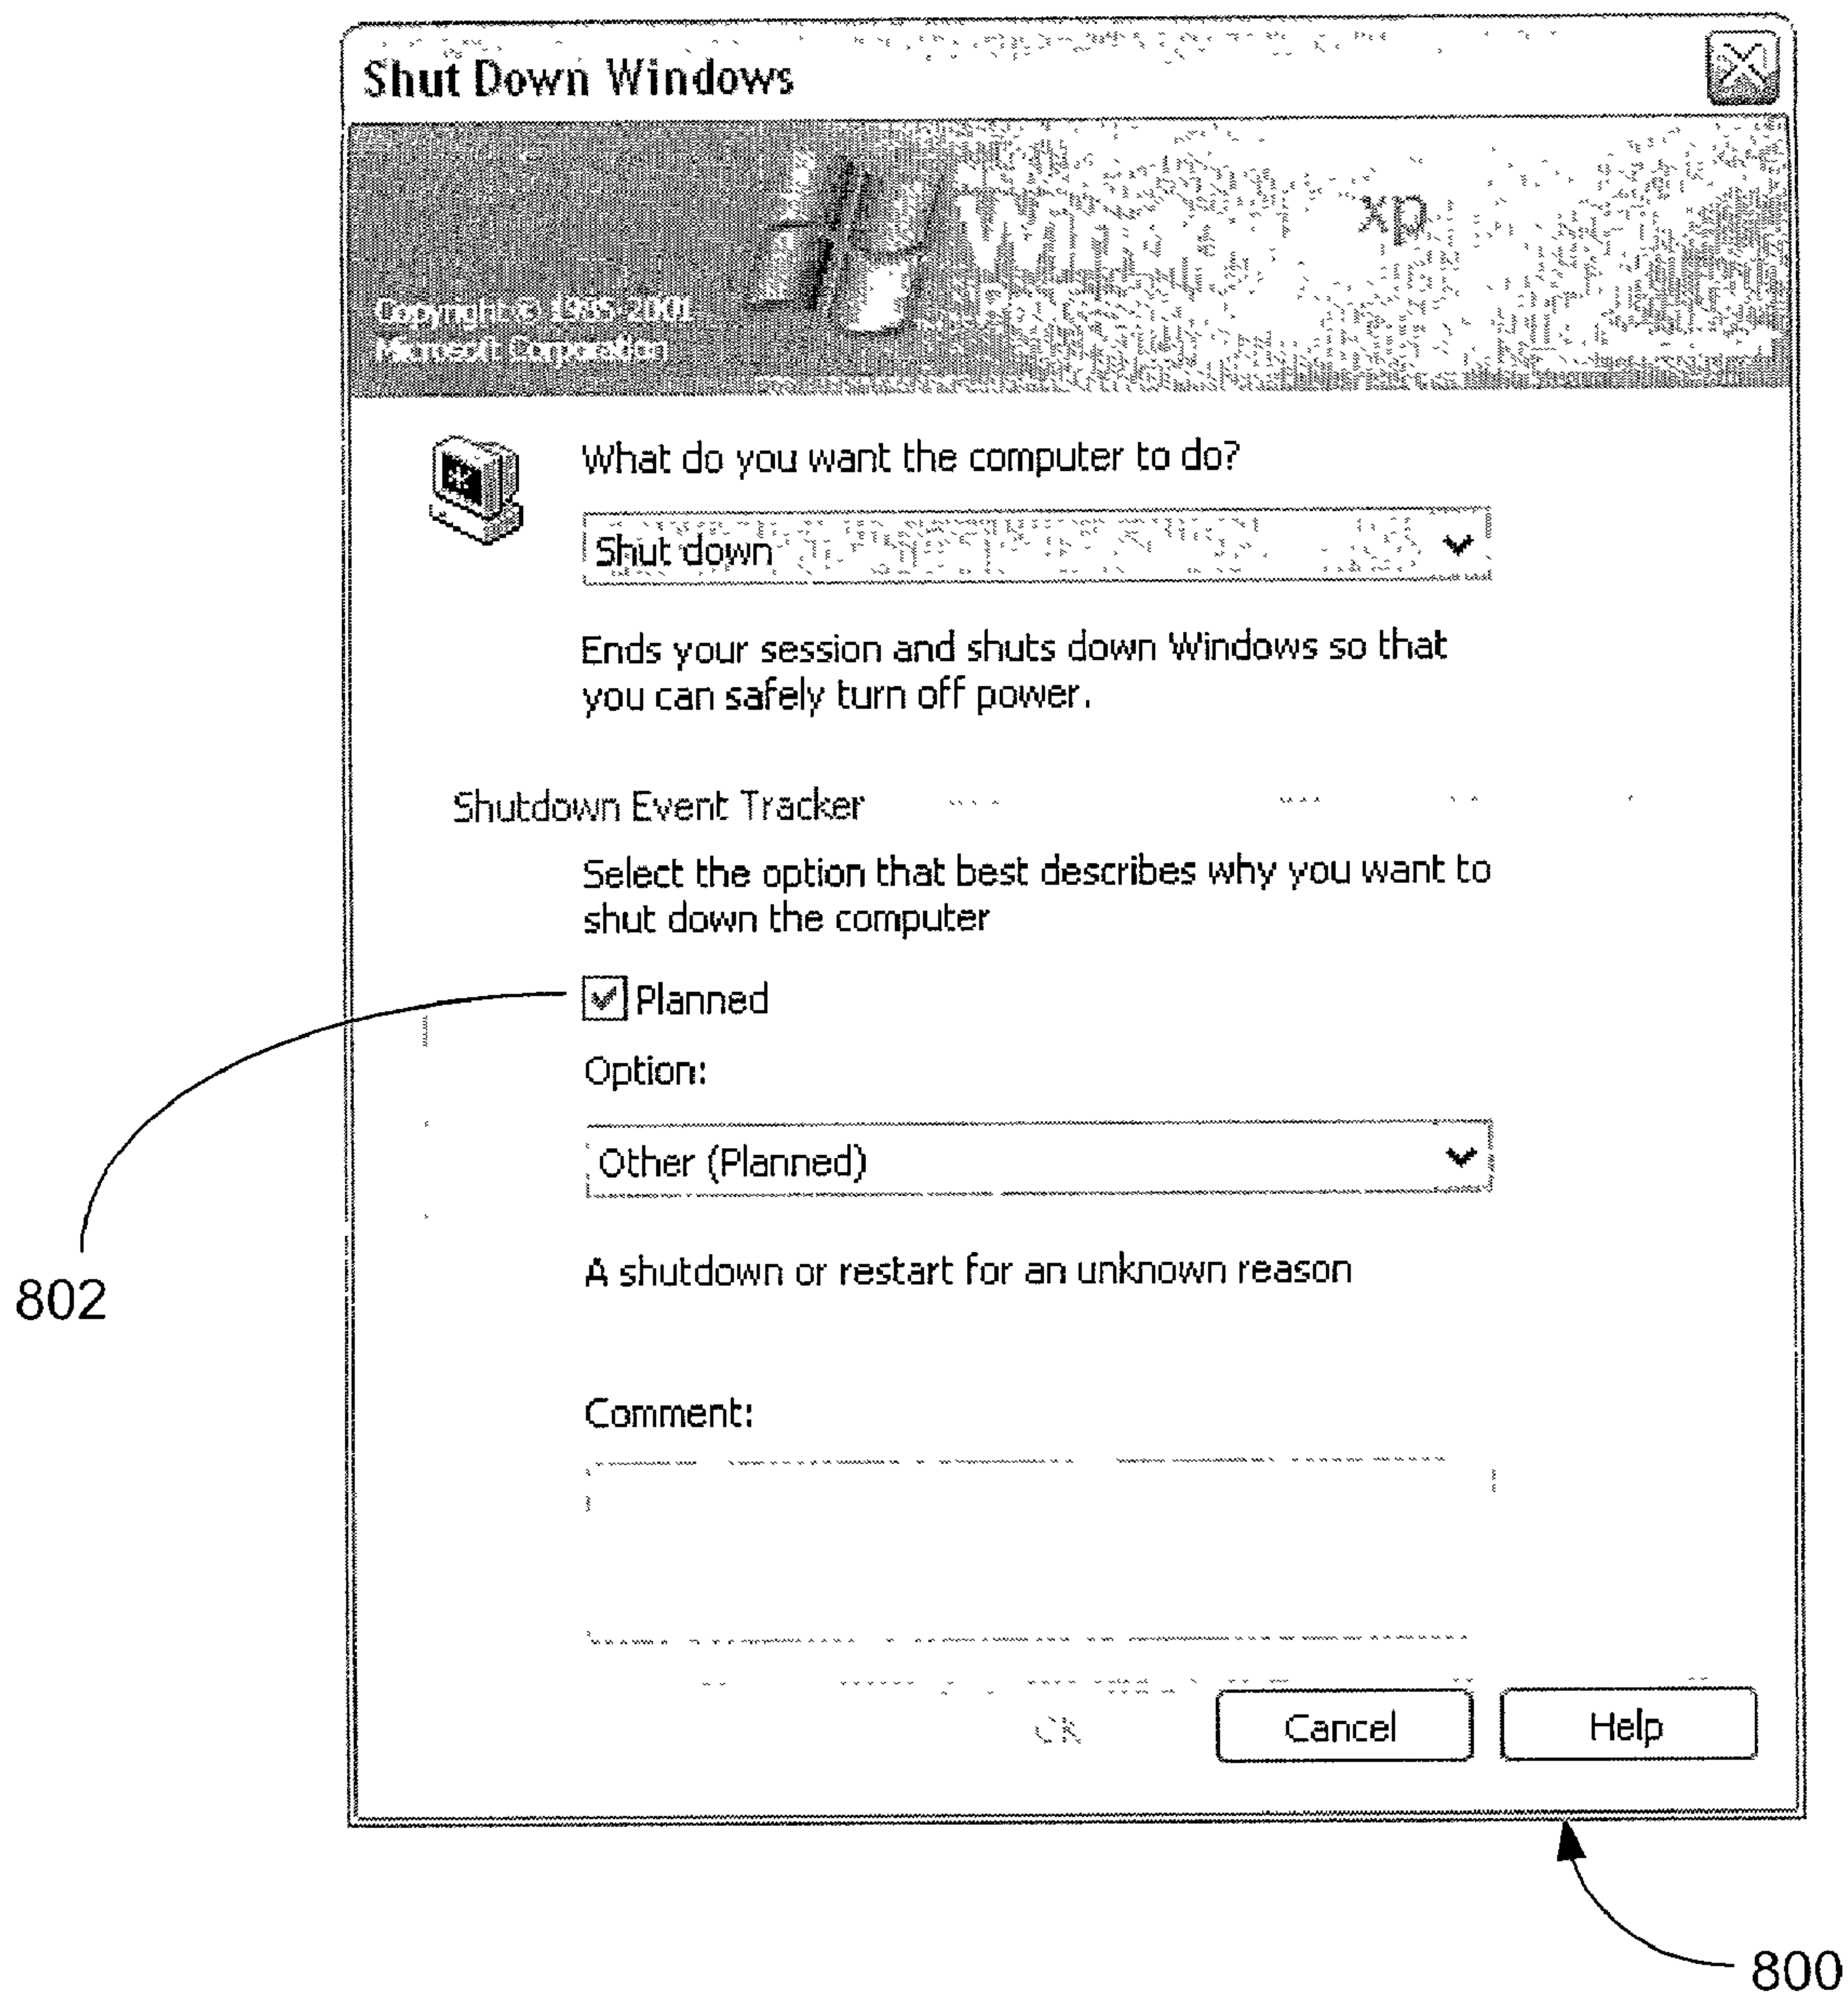 Shut Down Windows
Copyright © 1985-2001
Microsoft Corporation
xp
What do you want the computer to do?
Shut down
Ends your session and shuts down Windows so that
you can safely turn off power.
Shutdown Event Tracker
Select the option that best describes why you want to
shut down the computer
Planned
Option:
Other (Planned)
A shutdown or restart for an unknown reason
Comment:
OK
Cancel
Help
802
800